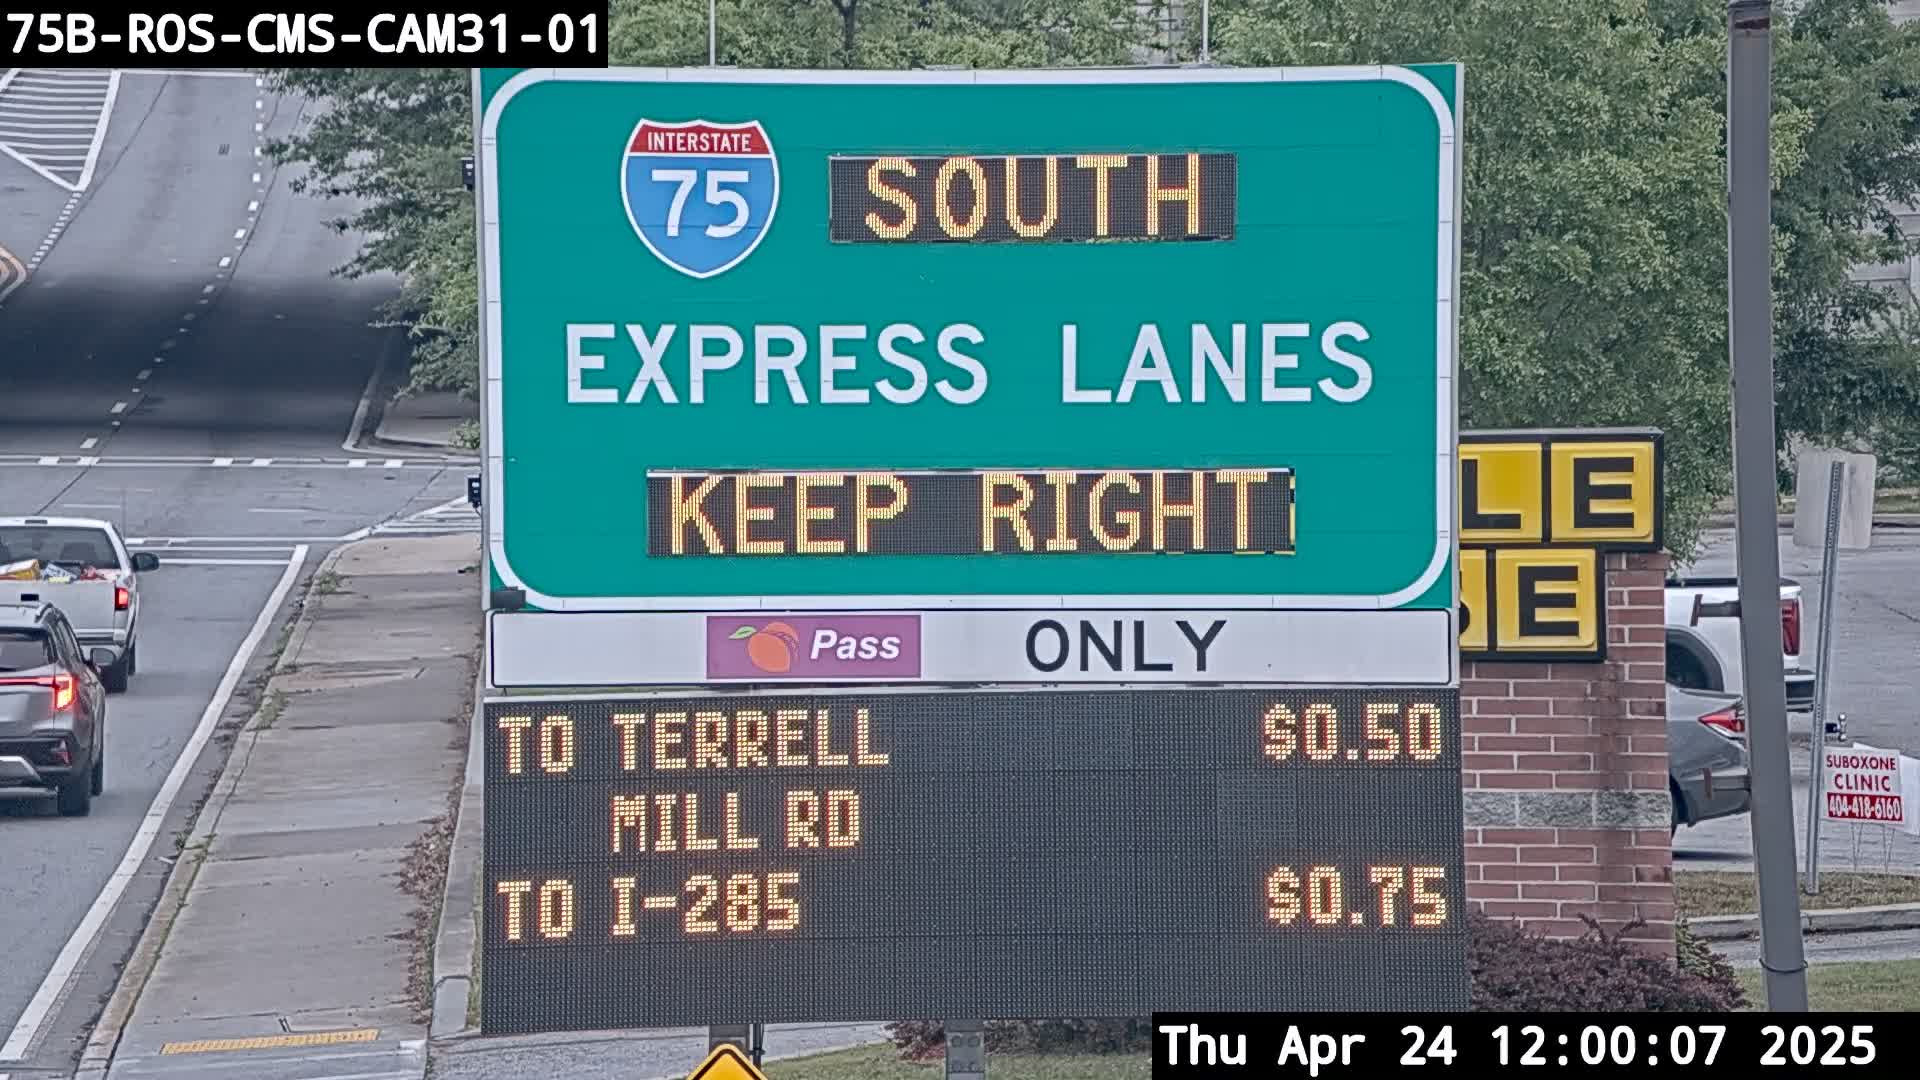 75B-ROS-CMS-CAM31-01
INTERSTATE
75
SOUTH
EXPRESS LANES
KEEP RIGHT
Pass ONLY
TO TERRELL $0.50
MILL RD
TO I-285 $0.75
LE
E
SUBOXONE
CLINIC
404-418-6160
Thu Apr 24 12:00:07 2025